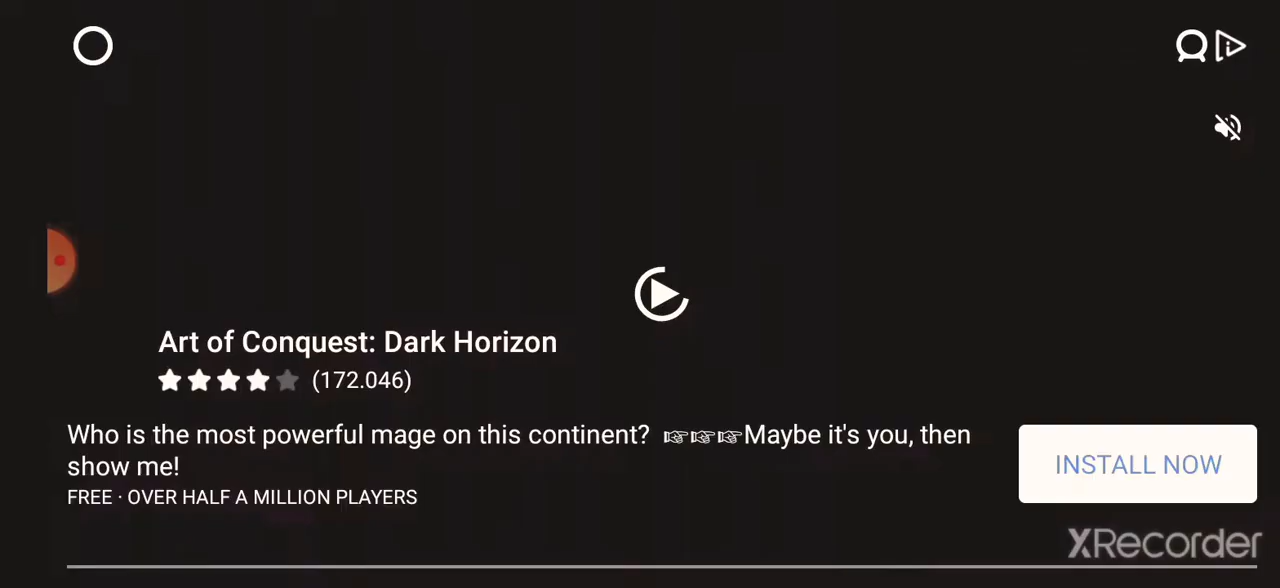 Art of Conquest: Dark Horizon
(172.046)
Who is the most powerful mage on this continent? ☞☞☞Maybe it's you, then
show me!
INSTALL NOW
FREE · OVER HALF A MILLION PLAYERS
XRecorder